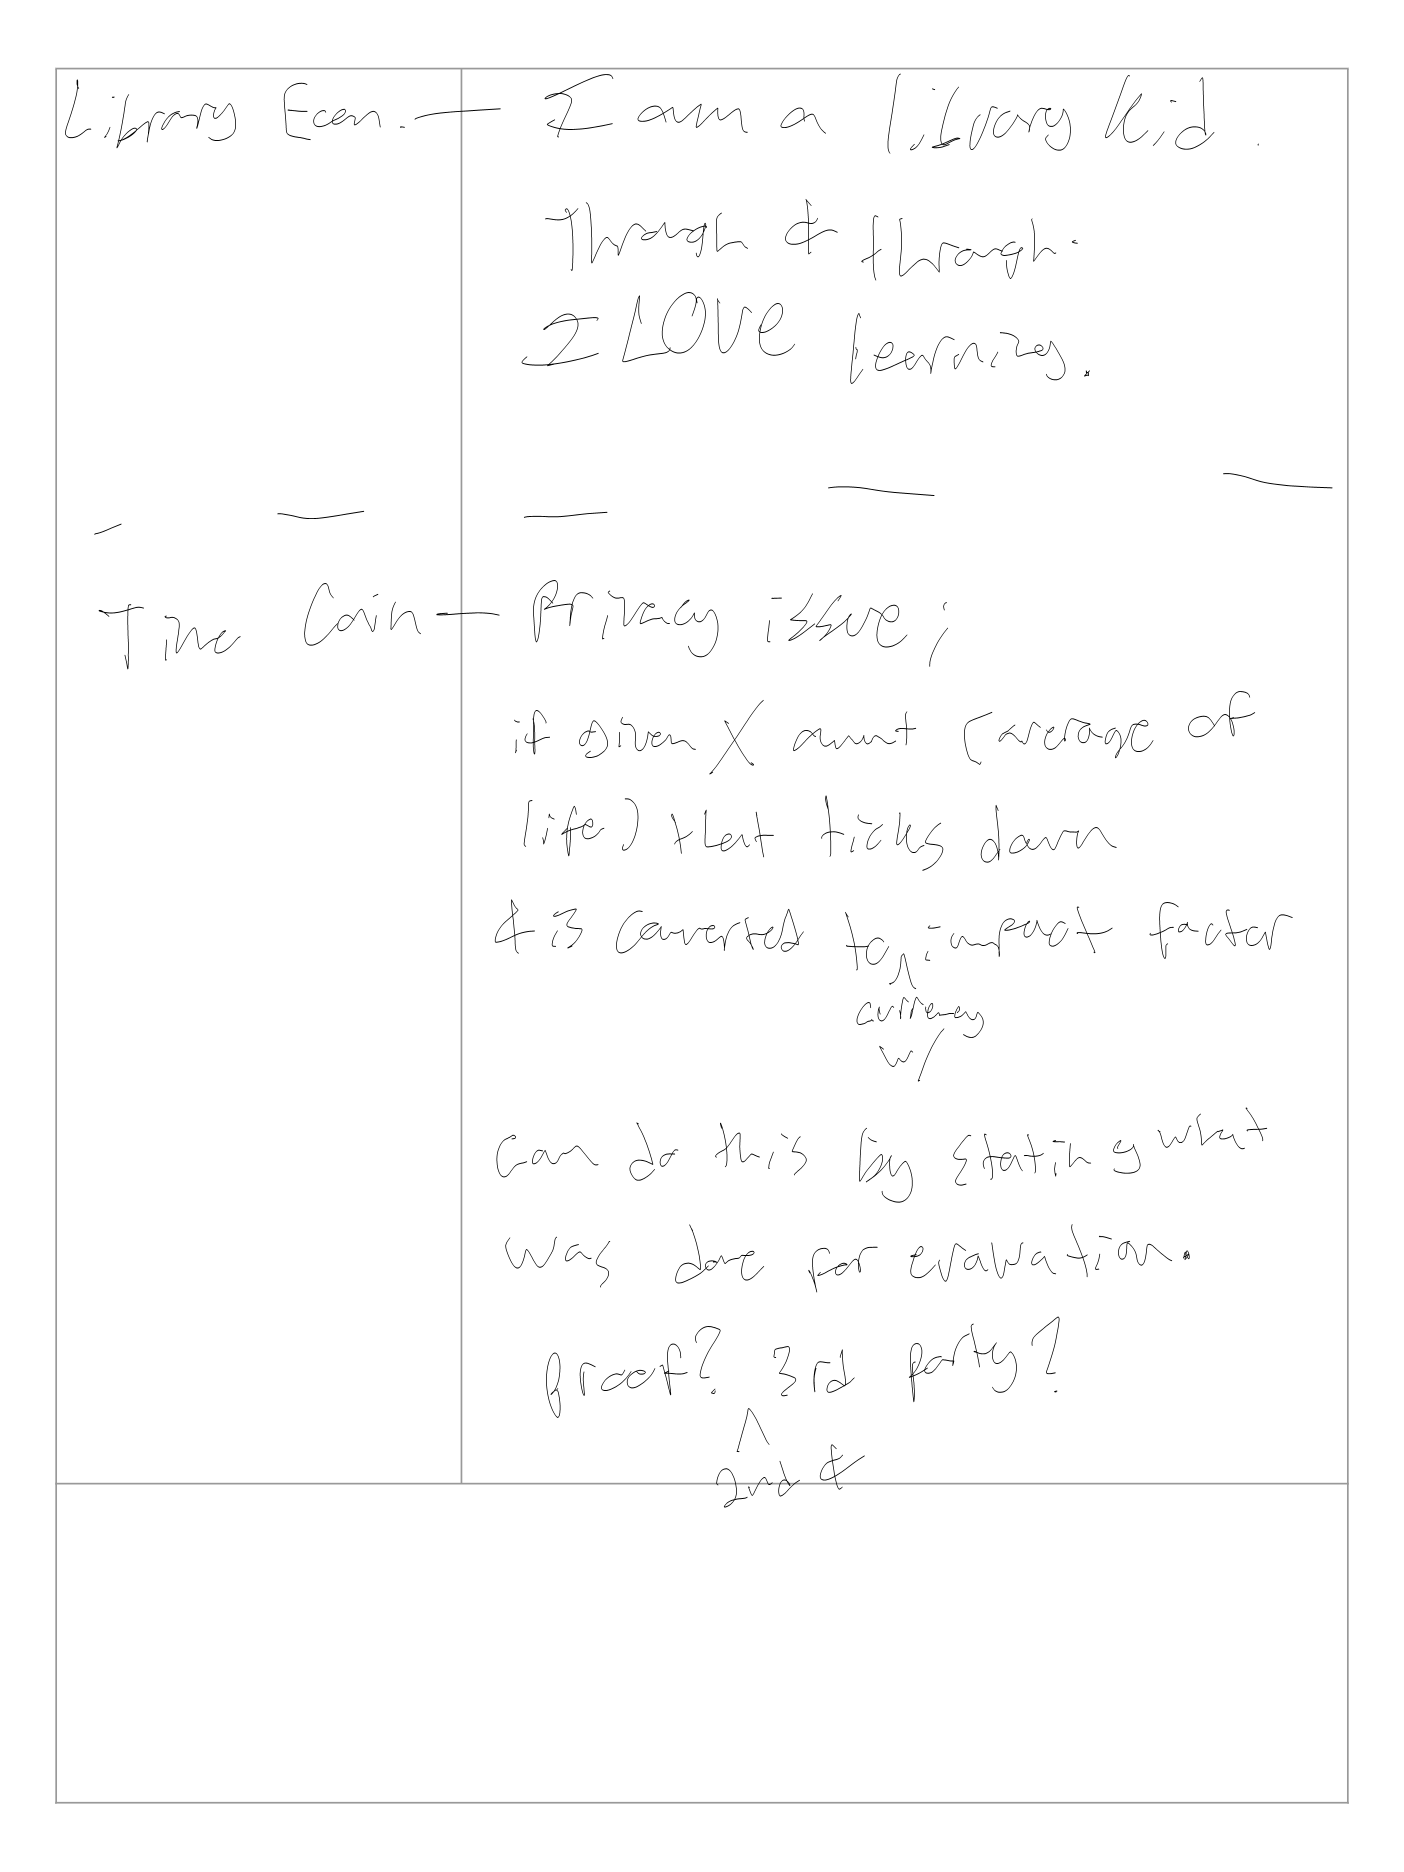 Library Econ. — I am a library kid.
Through & through.
I LOVE learning.
Time Coin — Privacy issue;
if given X amnt (average of
life) that ticks down
& is converted to ^ impact factor
currency
w/
can do this by stating what
was done for evaluation.
proof? 3rd party?
^
2nd &